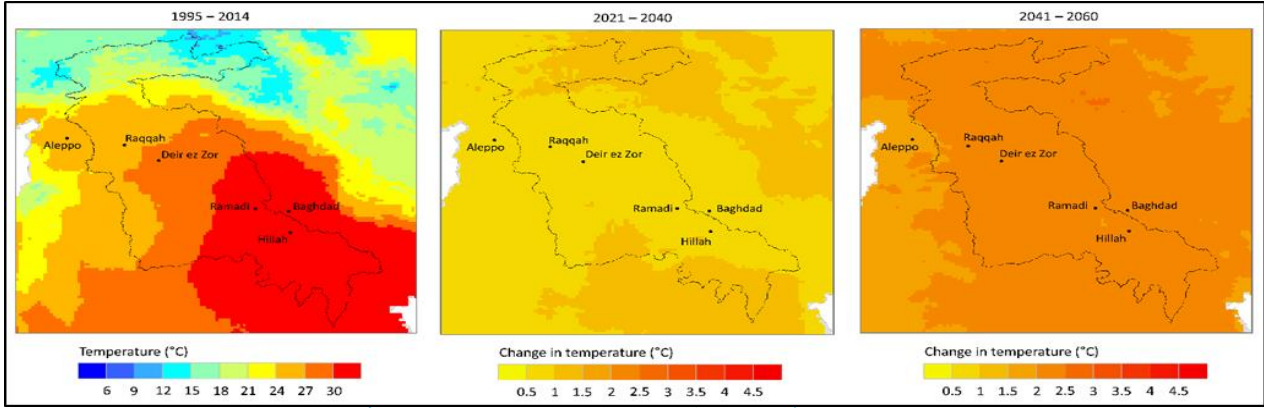 1995 – 2014
Aleppo
Raqqah
Deir ez Zor
Ramadi
Baghdad
Hillah
Temperature (°C)
6 9 12 15 18 21 24 27 30
2021 - 2040
Aleppo
Raqqah
Deir ez Zor
Ramadi
Baghdad
Hillah
Change in temperature (°C)
0.5 1 1.5 2 2.5 3 3.5 4 4.5
2041 - 2060
Aleppo
Raqqah
Deir ez Zor
Ramadi
Baghdad
Hillah
Change in temperature (°C)
0.5 1 1.5 2 2.5 3 3.5 4 4.5